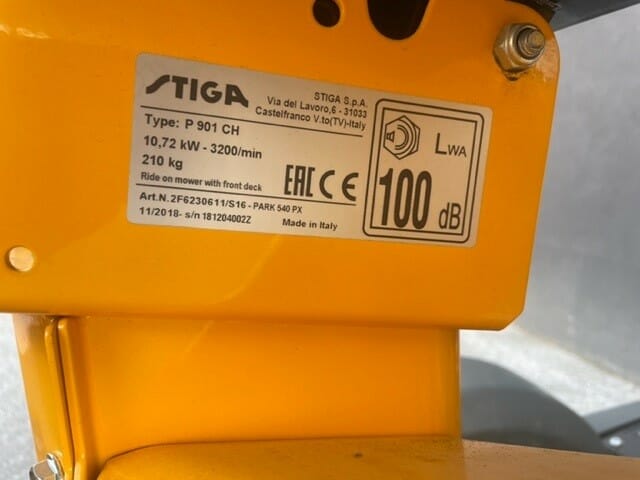 STIGA
STIGA S.p.A.
Via del Lavoro,6 - 31033
Castelfranco V.to(TV)-Italy
Type: P 901 CH
10,72 kW - 3200/min
210 kg
Ride on mower with front deck
EAC CE
Art.N.2F6230611/S16 - PARK 540 PX
11/2018- s/n 181204002Z
Made in Italy
LWA
100 dB